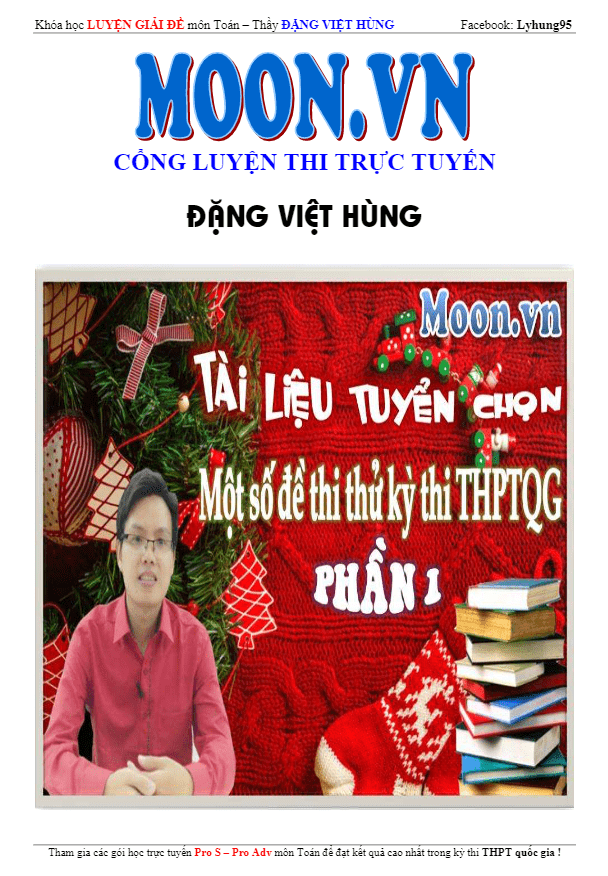 Khóa học LUYỆN GIẢI ĐỀ môn Toán – Thầy ĐẶNG VIỆT HÙNG Facebook: Lyhung95
MOON.VN
CỔNG LUYỆN THI TRỰC TUYẾN
ĐẶNG VIỆT HÙNG
Moon.vn
TÀI LIỆU TUYỂN CHỌN
Một số đề thi thử kỳ thi THPTQG
PHẦN 1
Tham gia các gói học trực tuyến Pro S – Pro Adv môn Toán để đạt kết quả cao nhất trong kỳ thi THPT quốc gia !